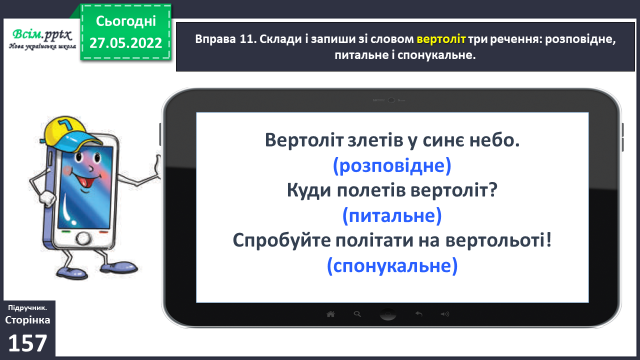 Всім.pptx
Нова українська школа
Сьогодні
27.05.2022
Вправа 11. Склади і запиши зі словом вертоліт три речення: розповідне,
питальне і спонукальне.
Вертоліт злетів у синє небо.
(розповідне)
Куди полетів вертоліт?
(питальне)
Спробуйте політати на вертольоті!
(спонукальне)
Підручник.
Сторінка
157